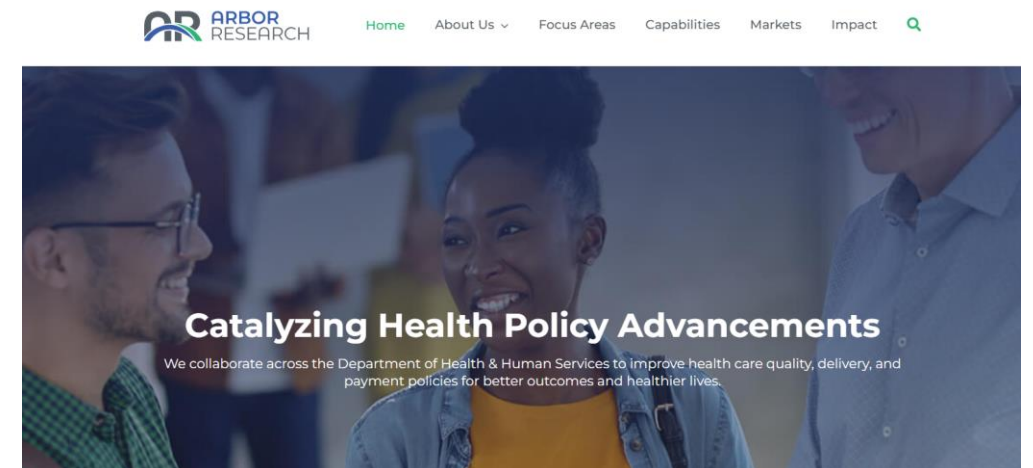 ARBOR
RESEARCH
Home About Us Focus Areas Capabilities Markets Impact
Catalyzing Health Policy Advancements
We collaborate across the Department of Health & Human Services to improve health care quality, delivery, and
payment policies for better outcomes and healthier lives.